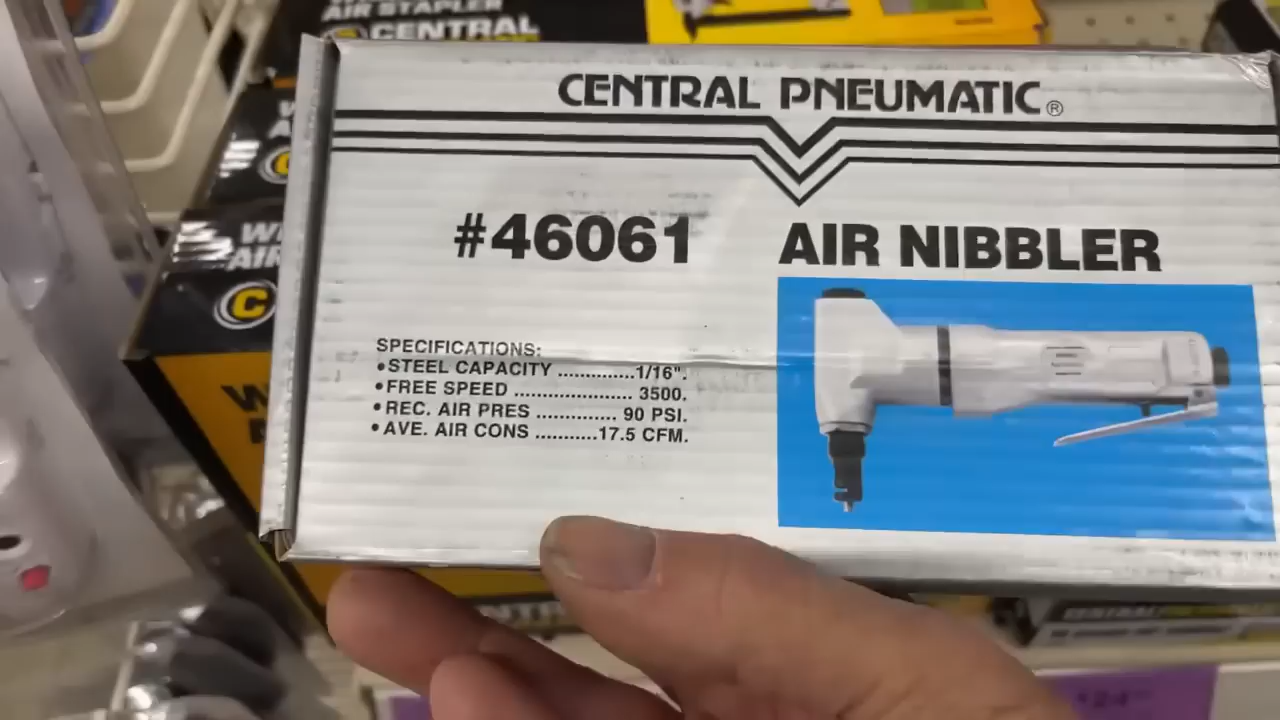 AIR STAPLER
CENTRAL
CENTRAL PNEUMATIC®
#46061 AIR NIBBLER
SPECIFICATIONS:
•STEEL CAPACITY ..............1/16".
•FREE SPEED ...................... 3500.
•REC. AIR PRES ............... 90 PSI.
•AVE. AIR CONS ...........17.5 CFM.
C